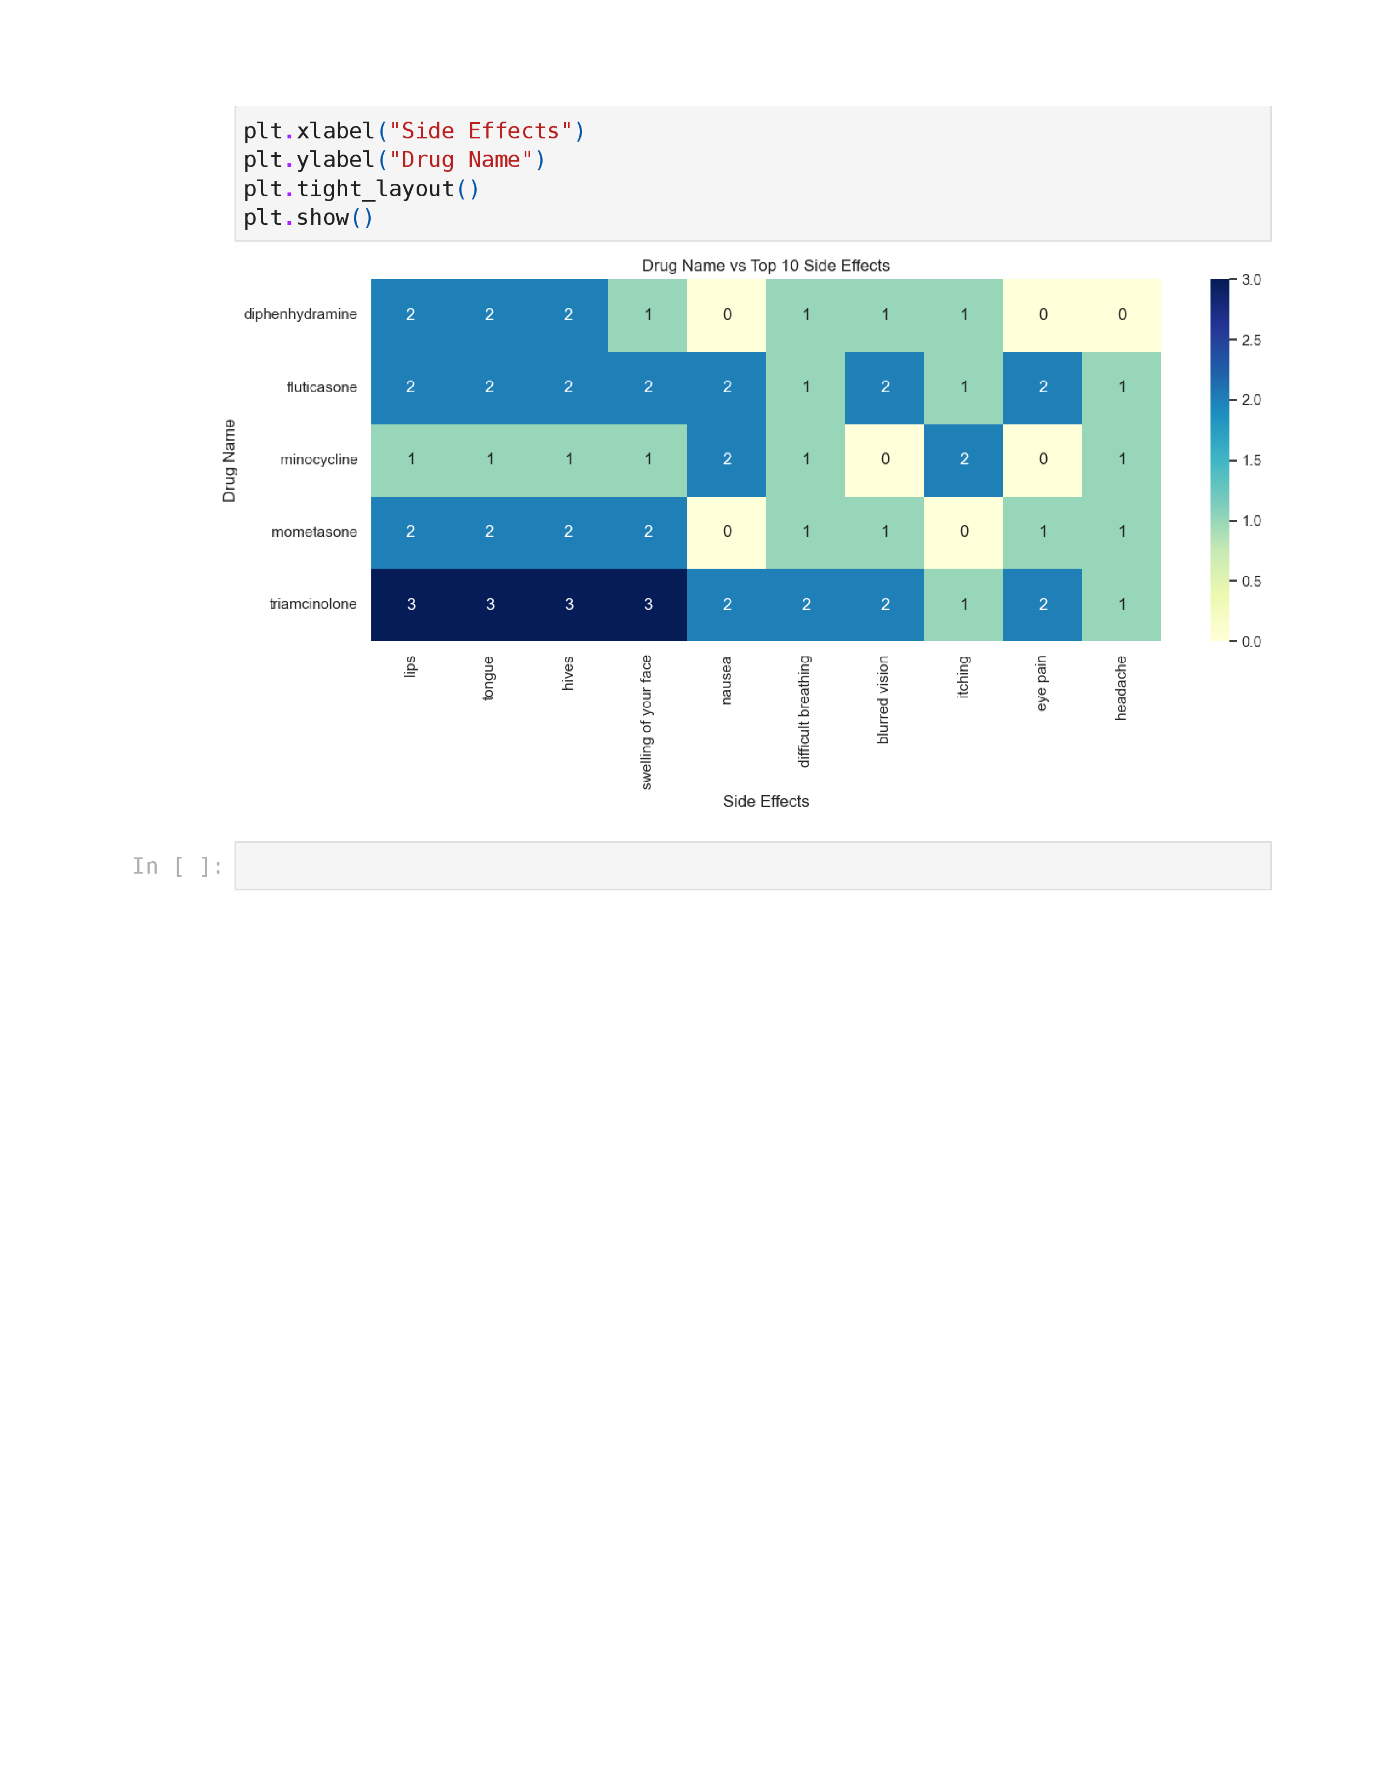 plt.xlabel("Side Effects")
plt.ylabel("Drug Name")
plt.tight_layout()
plt.show()
Drug Name vs Top 10 Side Effects
Drug Name
diphenhydramine 2 2 2 1 0 1 1 1 0 0
fluticasone 2 2 2 2 2 1 2 1 2 1
minocycline 1 1 1 1 2 1 0 2 0 1
mometasone 2 2 2 2 0 1 1 0 1 1
triamcinolone 3 3 3 3 2 2 2 1 2 1
lips
tongue
hives
swelling of your face
nausea
difficult breathing
blurred vision
itching
eye pain
headache
Side Effects
3.0
2.5
2.0
1.5
1.0
0.5
0.0
In [ ]: